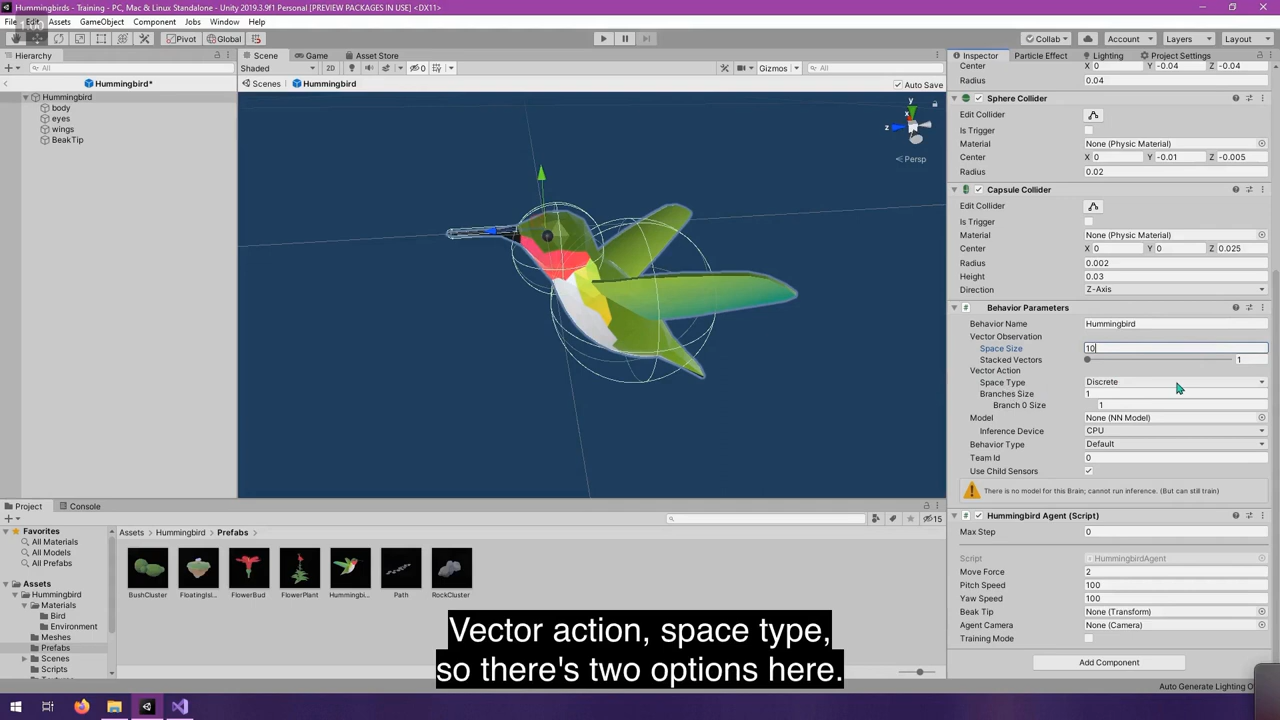 Hummingbirds - Training - PC, Mac & Linux Standalone - Unity 2019.3.9f1 Personal [PREVIEW PACKAGES IN USE] <DX11>
File Edit Assets GameObject Component Jobs Window Help
1:00
Pivot Global Collab Account Layers Layout
Hierarchy Scene Game Asset Store Inspector Particle Effect Lighting Project Settings
All Shaded 2D 0 Gizmos All
Hummingbird* Scenes Hummingbird Auto Save
Hummingbird
body
eyes
wings
BeakTip
y
x
z
Persp
Center X 0 Y -0.04 Z -0.04
Radius 0.04
Sphere Collider
Edit Collider
Is Trigger
Material None (Physic Material)
Center X 0 Y -0.01 Z -0.005
Radius 0.02
Capsule Collider
Edit Collider
Is Trigger
Material None (Physic Material)
Center X 0 Y 0 Z 0.025
Radius 0.002
Height 0.03
Direction Z-Axis
Behavior Parameters
Behavior Name Hummingbird
Vector Observation
Space Size 10
Stacked Vectors 1
Vector Action
Space Type Discrete
Branches Size 1
Branch 0 Size 1
Model None (NN Model)
Inference Device CPU
Behavior Type Default
Team Id 0
Use Child Sensors
There is no model for this Brain; cannot run inference. (But can still train)
Hummingbird Agent (Script)
Max Step 0
Script HummingbirdAgent
Move Force 2
Pitch Speed 100
Yaw Speed 100
Beak Tip None (Transform)
Agent Camera None (Camera)
Training Mode
Add Component
Auto Generate Lighting
Project Console
15
Favorites
All Materials
All Models
All Prefabs
Assets
Hummingbird
Materials
Bird
Environment
Meshes
Prefabs
Scenes
Scripts
Assets Hummingbird Prefabs
BushCluster FloatingIsl... FlowerBud FlowerPlant Hummingbi... Path RockCluster
Vector action, space type,
so there's two options here.